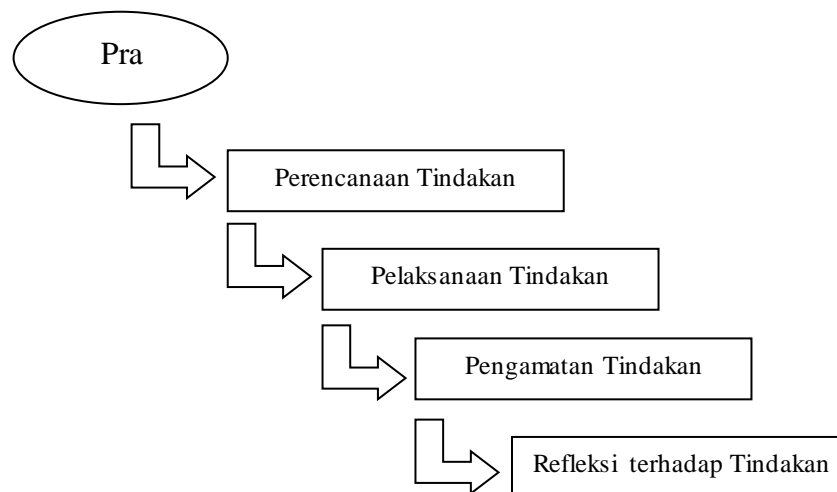 Pra
Perencanaan Tindakan
Pelaksanaan Tindakan
Pengamatan Tindakan
Refleksi terhadap Tindakan